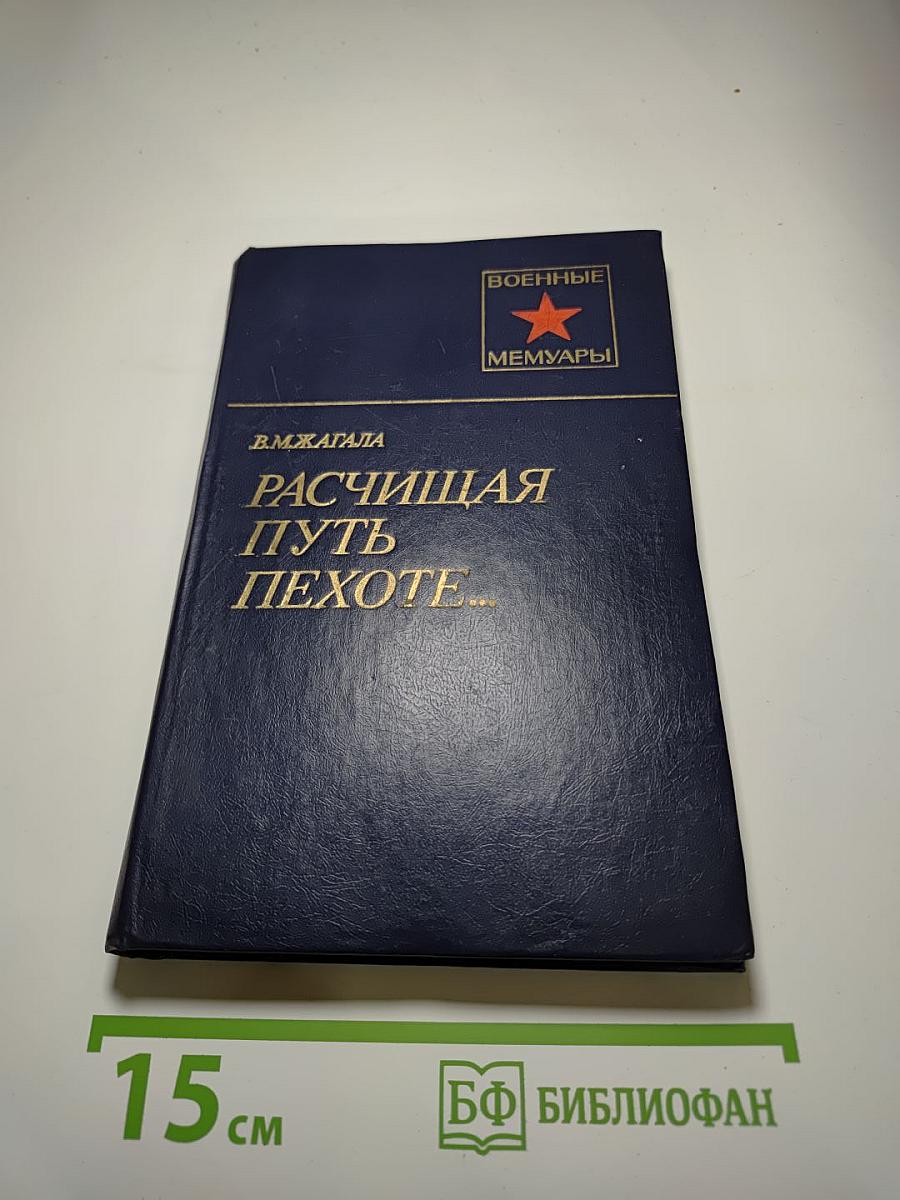 ВОЕННЫЕ
МЕМУАРЫ
В.М.ЖАГАЛА
РАСЧИЩАЯ
ПУТЬ
ПЕХОТЕ...
15 см
БФ БИБЛИОФАН